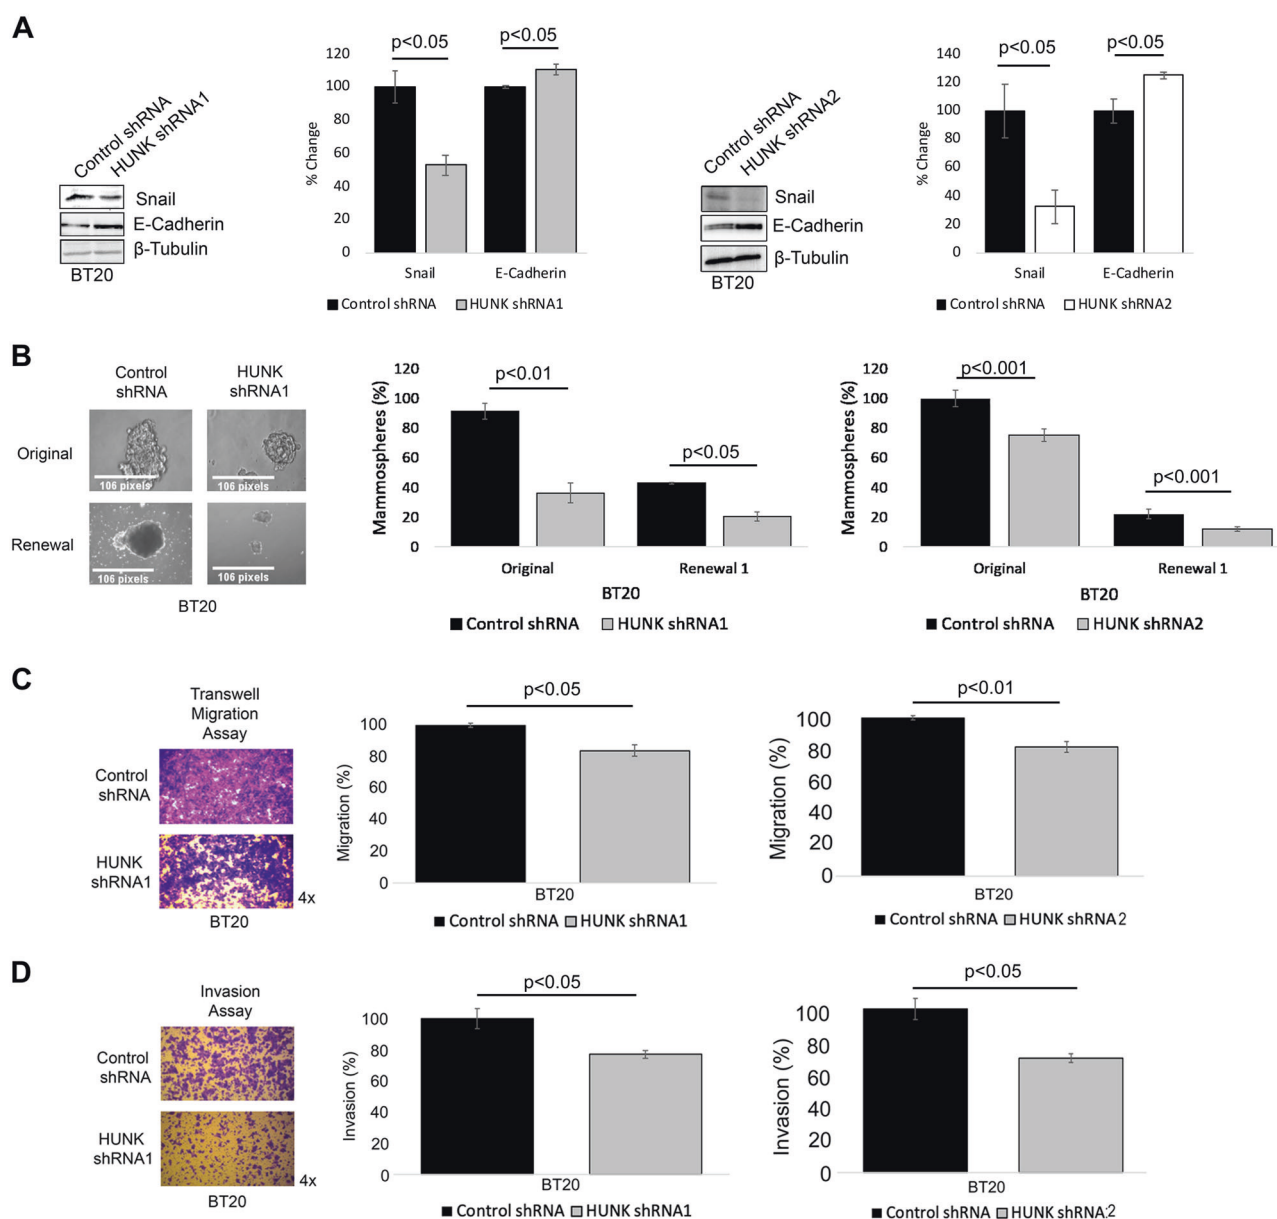 A
Control shRNA
HUNK shRNA1
Snail
E-Cadherin
β-Tubulin
BT20
p<0.05
p<0.05
% Change
120
100
80
60
40
20
0
Snail
E-Cadherin
Control shRNA
HUNK shRNA1
Control shRNA
HUNK shRNA2
Snail
E-Cadherin
β-Tubulin
BT20
p<0.05
p<0.05
% Change
140
120
100
80
60
40
20
0
Snail
E-Cadherin
Control shRNA
HUNK shRNA2
B
Control
shRNA
HUNK
shRNA1
Original
106 pixels
106 pixels
Renewal
106 pixels
106 pixels
BT20
Mammospheres (%)
120
100
80
60
40
20
0
p<0.01
p<0.05
Original
Renewal 1
BT20
Control shRNA
HUNK shRNA1
Mammospheres (%)
120
100
80
60
40
20
0
p<0.001
p<0.001
Original
Renewal 1
BT20
Control shRNA
HUNK shRNA2
C
Transwell
Migration
Assay
Control
shRNA
HUNK
shRNA1
4x
BT20
p<0.05
Migration (%)
100
80
60
40
20
0
BT20
Control shRNA
HUNK shRNA1
p<0.01
Migration (%)
100
80
60
40
20
0
BT20
Control shRNA
HUNK shRNA2
D
Invasion
Assay
Control
shRNA
HUNK
shRNA1
4x
BT20
p<0.05
Invasion (%)
100
80
60
40
20
0
BT20
Control shRNA
HUNK shRNA1
p<0.05
Invasion (%)
100
80
60
40
20
0
BT20
Control shRNA
HUNK shRNA:2